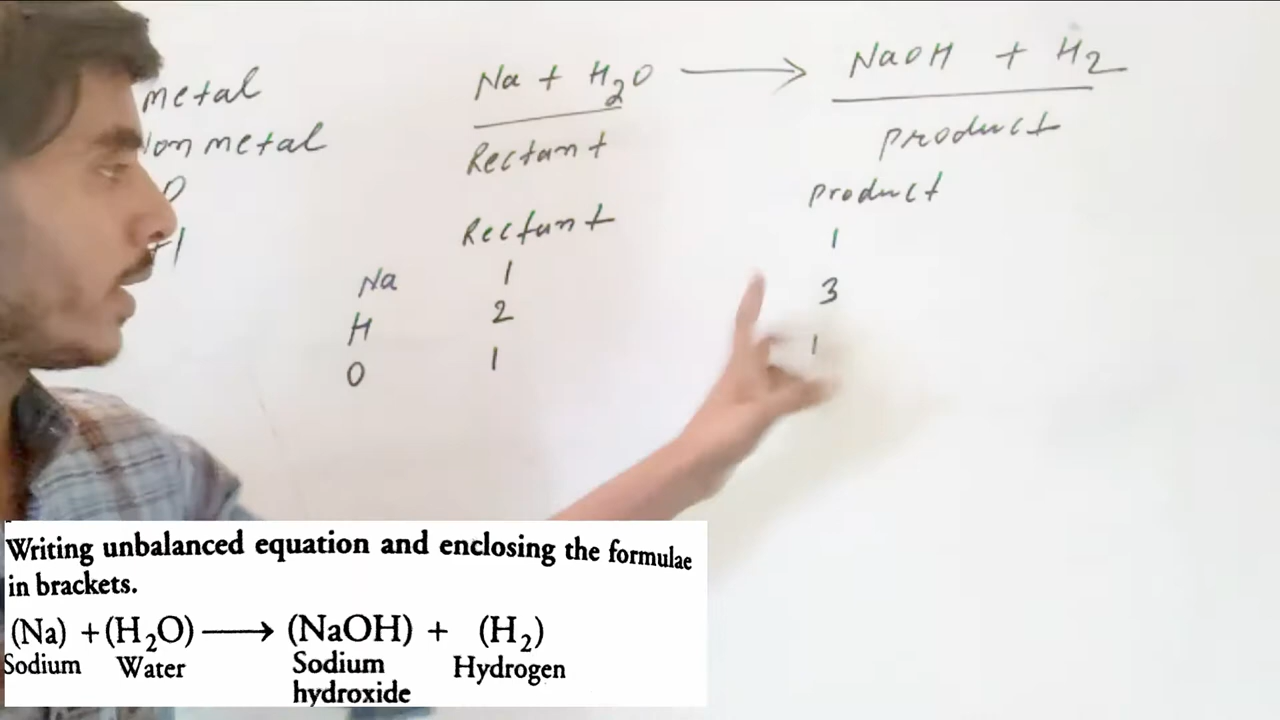 metal
Non metal
Na + H₂O → NaOH + H₂
Rectant
product
Rectant
product
Na 1 1
H 2 3
O 1 1
Writing unbalanced equation and enclosing the formulae
in brackets.
(Na) + (H₂O) → (NaOH) + (H₂)
Sodium Water Sodium hydroxide Hydrogen